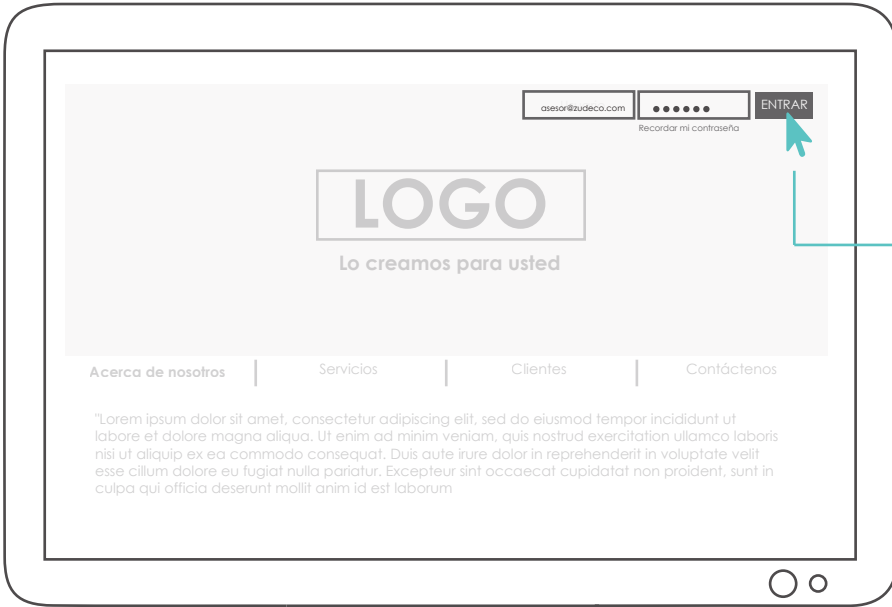 asesor@zudeco.com ●●●●●● ENTRAR
Recordar mi contraseña
LOGO
Lo creamos para usted
Acerca de nosotros Servicios Clientes Contáctenos
"Lorem ipsum dolor sit amet, consectetur adipiscing elit, sed do eiusmod tempor incididunt ut
labore et dolore magna aliqua. Ut enim ad minim veniam, quis nostrud exercitation ullamco laboris
nisi ut aliquip ex ea commodo consequat. Duis aute irure dolor in reprehenderit in voluptate velit
esse cillum dolore eu fugiat nulla pariatur. Excepteur sint occaecat cupidatat non proident, sunt in
culpa qui officia deserunt mollit anim id est laborum